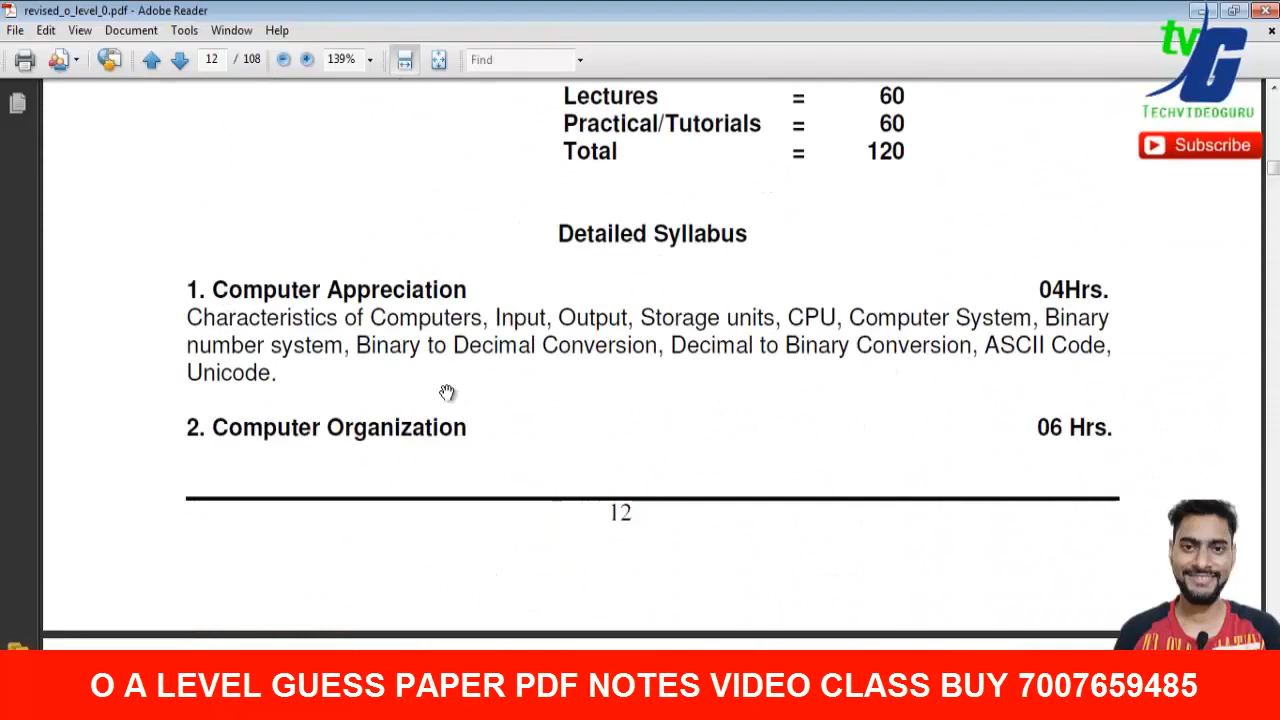 revised_o_level_0.pdf - Adobe Reader
File Edit View Document Tools Window Help
12 / 108 139% Find
tvG
TECHVIDEOGURU
Subscribe
Lectures = 60
Practical/Tutorials = 60
Total = 120
Detailed Syllabus
1. Computer Appreciation 04Hrs.
Characteristics of Computers, Input, Output, Storage units, CPU, Computer System, Binary
number system, Binary to Decimal Conversion, Decimal to Binary Conversion, ASCII Code,
Unicode.
2. Computer Organization 06 Hrs.
12
O A LEVEL GUESS PAPER PDF NOTES VIDEO CLASS BUY 7007659485